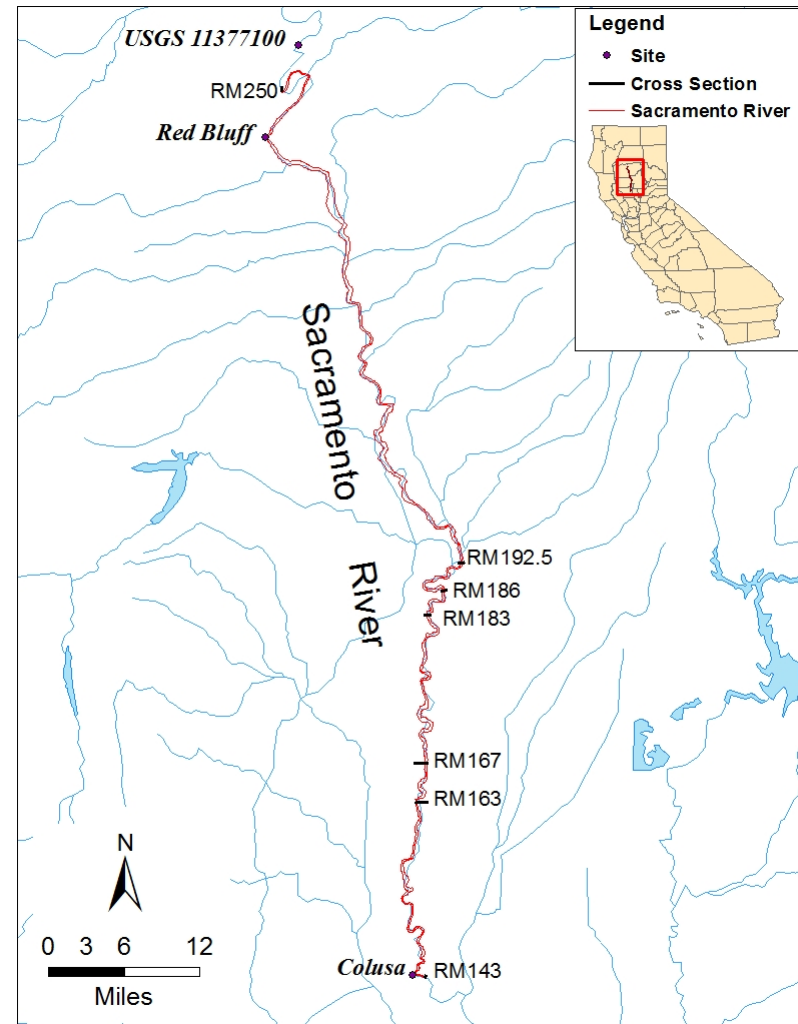 USGS 11377100
RM250
Red Bluff
Legend
Site
Cross Section
Sacramento River
Sacramento
River
RM192.5
RM186
RM183
RM167
RM163
N
0 3 6 12
Miles
Colusa
RM143